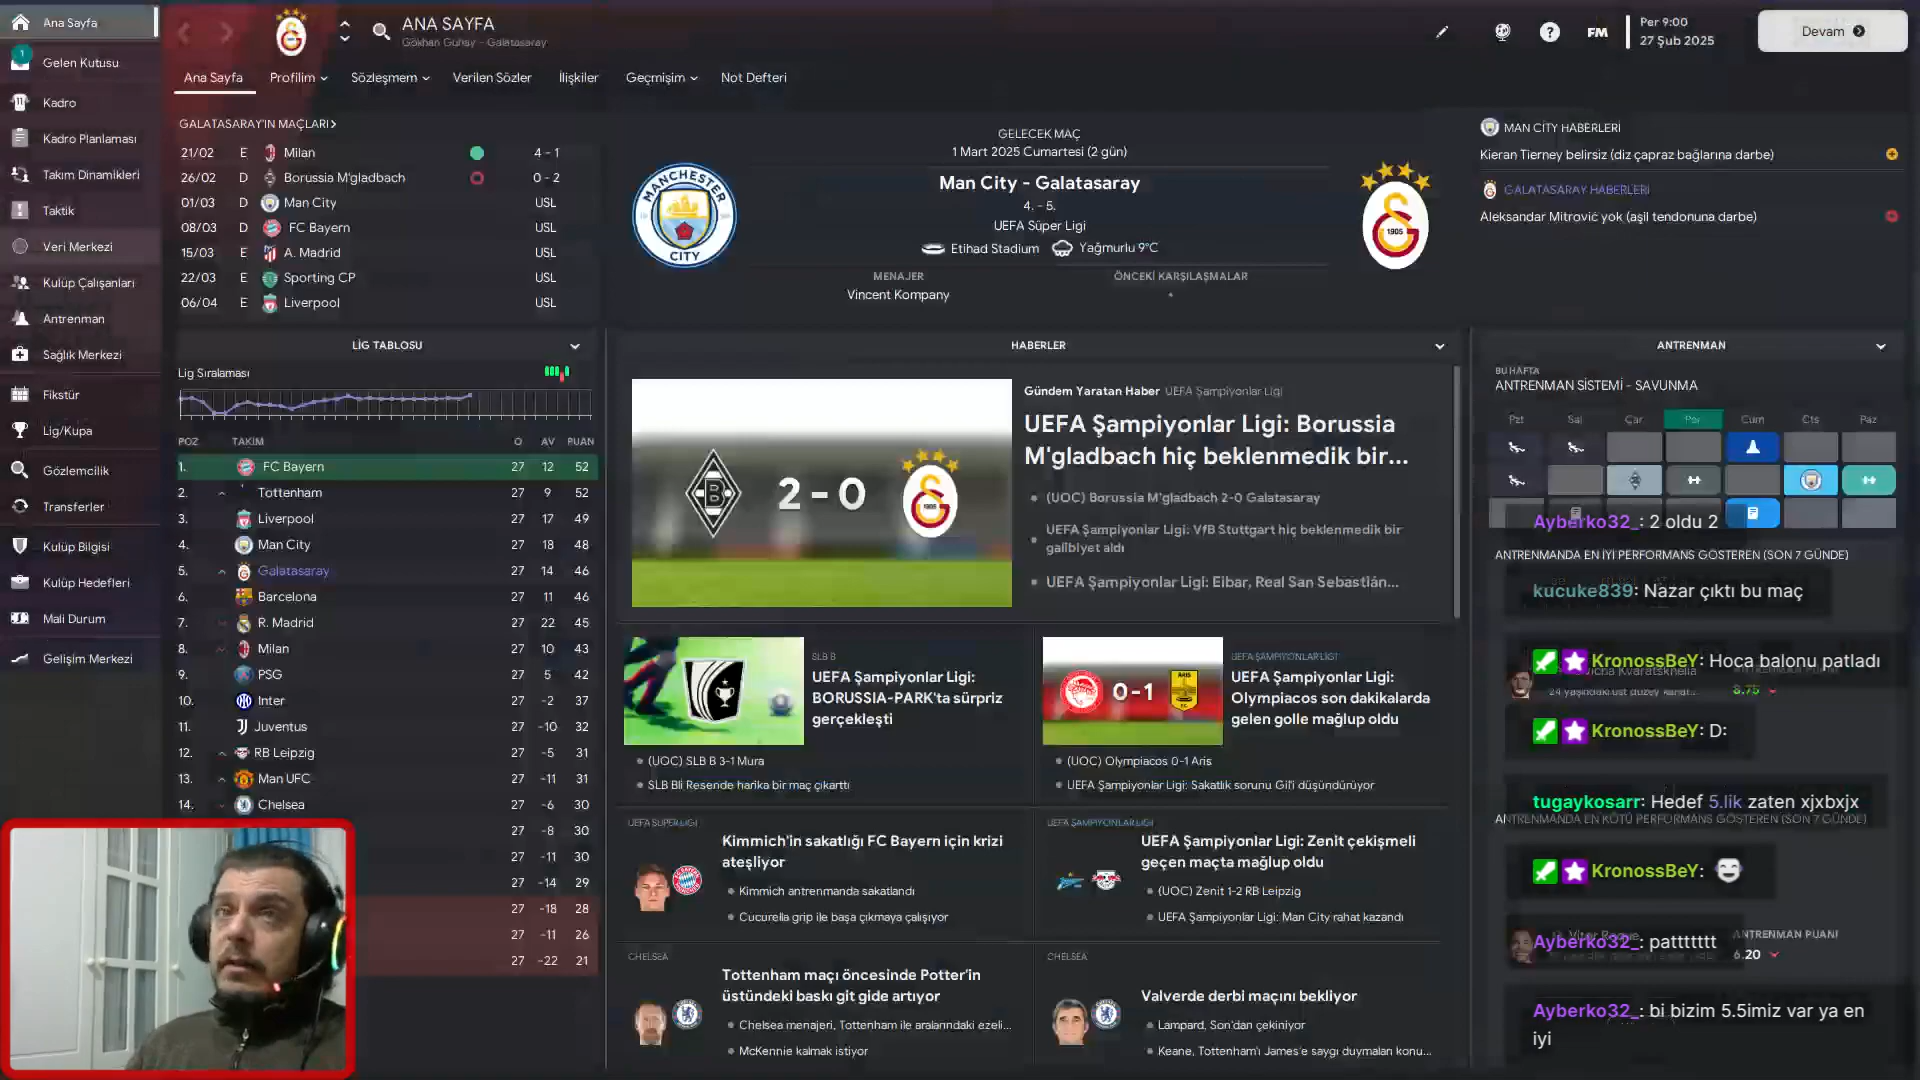 Ana Sayfa
1
Gelen Kutusu
Kadro
Kadro Planlaması
Takım Dinamikleri
Taktik
Veri Merkezi
Kulüp Çalışanları
Antrenman
Sağlık Merkezi
Fikstür
Lig/Kupa
Gözlemcilik
Transferler
Kulüp Bilgisi
Kulüp Hedefleri
Mali Durum
Gelişim Merkezi
ANA SAYFA
Gökhan Günay - Galatasaray
FM
Per 9:00
27 Şub 2025
Devam
Ana Sayfa
Profilim
Sözleşmem
Verilen Sözler
İlişkiler
Geçmişim
Not Defteri
GALATASARAY'IN MAÇLARI
21/02 E Milan 4 - 1
26/02 D Borussia M'gladbach 0 - 2
01/03 D Man City USL
08/03 D FC Bayern USL
15/03 E A. Madrid USL
22/03 E Sporting CP USL
06/04 E Liverpool USL
GELECEK MAÇ
1 Mart 2025 Cumartesi (2 gün)
Man City - Galatasaray
4. - 5.
UEFA Süper Ligi
Etihad Stadium Yağmurlu 9°C
MENAJER
Vincent Kompany
ÖNCEKİ KARŞILAŞMALAR
MANCHESTER
CITY
1905
MAN CITY HABERLERİ
Kieran Tierney belirsiz (diz çapraz bağlarına darbe)
GALATASARAY HABERLERİ
Aleksandar Mitrović yok (aşil tendonuna darbe)
LİG TABLOSU
Lig Sıralaması
POZ TAKIM O AV PUAN
1. FC Bayern 27 12 52
2. Tottenham 27 9 52
3. Liverpool 27 17 49
4. Man City 27 18 48
5. Galatasaray 27 14 46
6. Barcelona 27 11 46
7. R. Madrid 27 22 45
8. Milan 27 10 43
9. PSG 27 5 42
10. Inter 27 -2 37
11. Juventus 27 -10 32
12. RB Leipzig 27 -5 31
13. Man UFC 27 -11 31
14. Chelsea 27 -6 30
27 -8 30
27 -11 30
27 -14 29
27 -18 28
27 -11 26
27 -22 21
HABERLER
2 - 0
1905
Gündem Yaratan Haber UEFA Şampiyonlar Ligi
UEFA Şampiyonlar Ligi: Borussia
M'gladbach hiç beklenmedik bir...
(UOC) Borussia M'gladbach 2-0 Galatasaray
UEFA Şampiyonlar Ligi: VfB Stuttgart hiç beklenmedik bir
galibiyet aldı
UEFA Şampiyonlar Ligi: Eibar, Real San Sebastián...
SLB B
UEFA Şampiyonlar Ligi:
BORUSSIA-PARK'ta sürpriz
gerçekleşti
(UOC) SLB B 3-1 Mura
SLB Bli Resende harika bir maç çıkarttı
0 - 1
UEFA ŞAMPİYONLAR LİGİ
UEFA Şampiyonlar Ligi:
Olympiacos son dakikalarda
gelen golle mağlup oldu
(UOC) Olympiacos 0-1 Aris
UEFA Şampiyonlar Ligi: Sakatlık sorunu Gil'i düşündürüyor
UEFA SÜPER LİGİ
Kimmich'in sakatlığı FC Bayern için krizi
ateşliyor
Kimmich antrenmanda sakatlandı
Cucurella grip ile başa çıkmaya çalışıyor
UEFA ŞAMPİYONLAR LİGİ
UEFA Şampiyonlar Ligi: Zenit çekişmeli
geçen maçta mağlup oldu
(UOC) Zenit 1-2 RB Leipzig
UEFA Şampiyonlar Ligi: Man City rahat kazandı
CHELSEA
Tottenham maçı öncesinde Potter'in
üstündeki baskı git gide artıyor
Chelsea menajeri, Tottenham ile aralarındaki ezeli...
McKennie kalmak istiyor
CHELSEA
Valverde derbi maçını bekliyor
Lampard, Son'dan çekiniyor
Keane, Tottenham'ı James'e saygı duymaları konu...
ANTRENMAN
BU HAFTA
ANTRENMAN SİSTEMİ - SAVUNMA
Pzt Sal Çar Per Cum Cts Paz
Ayberko32_: 2 oldu 2
ANTRENMANDA EN İYİ PERFORMANS GÖSTEREN (SON 7 GÜNDE)
kucuke839: Nazar çıktı bu maç
KronossBeY: Hoca balonu patladı
8.75
KronossBeY: D:
tugaykosarr: Hedef 5.lik zaten xjxbxjx
ANTRENMANDA EN KÖTÜ PERFORMANS GÖSTEREN (SON 7 GÜNDE)
KronossBeY:
ANTRENMAN PUANI
Ayberko32_: patttttt
6.20
Ayberko32_: bi bizim 5.5imiz var ya en
iyi